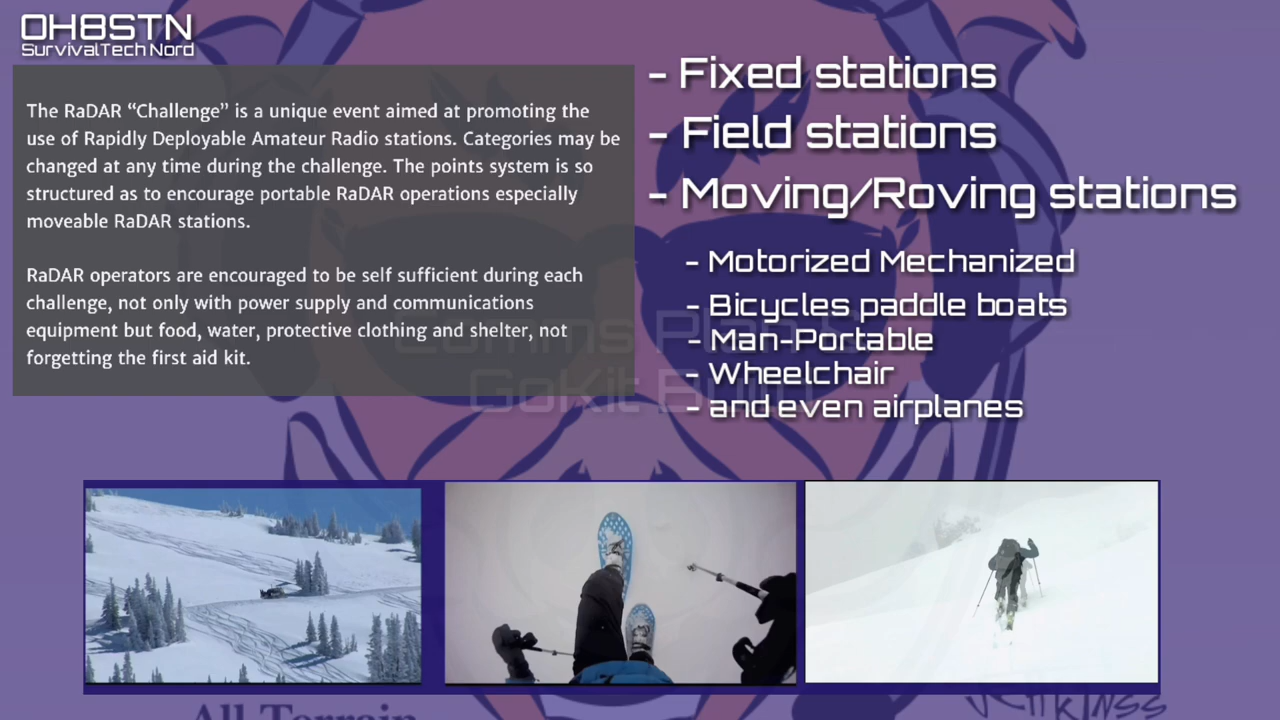 OH8STN
SurvivalTech Nord
The RaDAR “Challenge” is a unique event aimed at promoting the
use of Rapidly Deployable Amateur Radio stations. Categories may be
changed at any time during the challenge. The points system is so
structured as to encourage portable RaDAR operations especially
moveable RaDAR stations.
RaDAR operators are encouraged to be self sufficient during each
challenge, not only with power supply and communications
equipment but food, water, protective clothing and shelter, not
forgetting the first aid kit.
- Fixed stations
- Field stations
- Moving/Roving stations
- Motorized Mechanized
- Bicycles paddle boats
- Man-Portable
- Wheelchair
- and even airplanes
Comms Plan &
GoKit Build
All Terrain